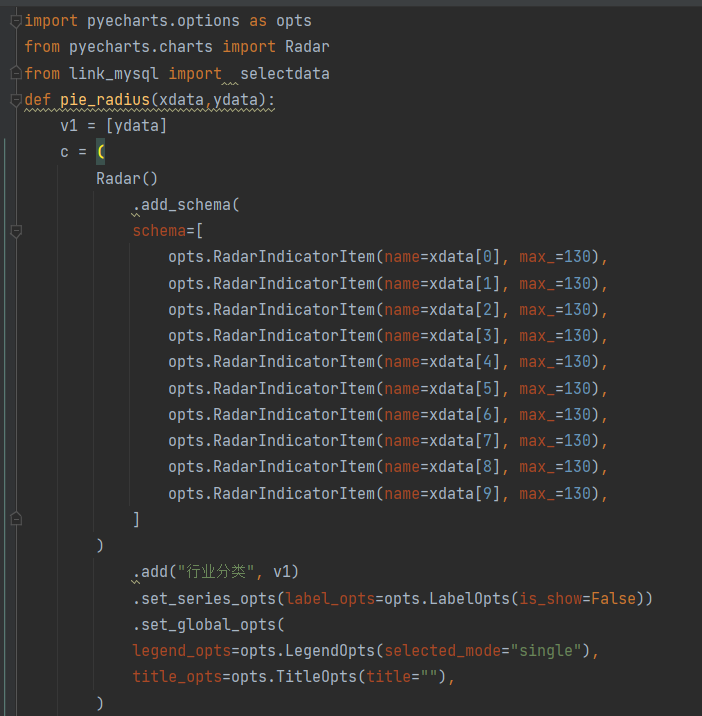 import pyecharts.options as opts
from pyecharts.charts import Radar
from link_mysql import  selectdata
def pie_radius(xdata,ydata):
    v1 = [ydata]
    c = (
        Radar()
            .add_schema(
            schema=[
                opts.RadarIndicatorItem(name=xdata[0], max_=130),
                opts.RadarIndicatorItem(name=xdata[1], max_=130),
                opts.RadarIndicatorItem(name=xdata[2], max_=130),
                opts.RadarIndicatorItem(name=xdata[3], max_=130),
                opts.RadarIndicatorItem(name=xdata[4], max_=130),
                opts.RadarIndicatorItem(name=xdata[5], max_=130),
                opts.RadarIndicatorItem(name=xdata[6], max_=130),
                opts.RadarIndicatorItem(name=xdata[7], max_=130),
                opts.RadarIndicatorItem(name=xdata[8], max_=130),
                opts.RadarIndicatorItem(name=xdata[9], max_=130),
            ]
        )
            .add("行业分类", v1)
            .set_series_opts(label_opts=opts.LabelOpts(is_show=False))
            .set_global_opts(
            legend_opts=opts.LegendOpts(selected_mode="single"),
            title_opts=opts.TitleOpts(title=""),
        )